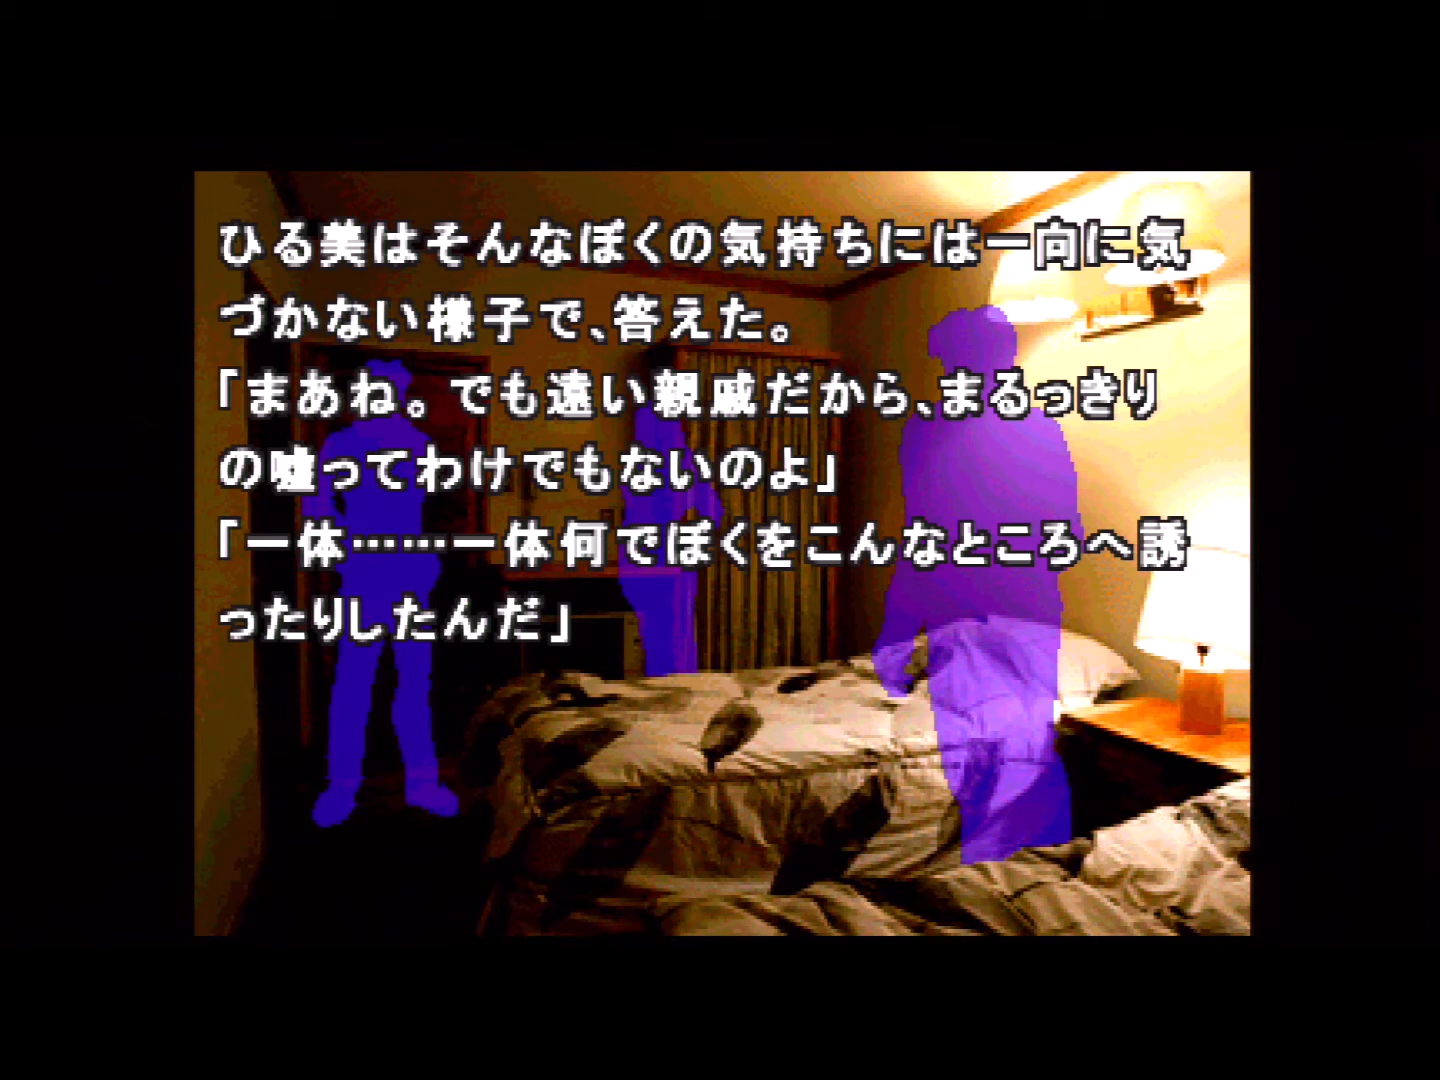 ひる美はそんなぼくの気持ちには一向に気
づかない様子で、答えた。
「まあね。でも遠い親戚だから、まるっきり
の嘘ってわけでもないのよ」
「一体……一体何でぼくをこんなところへ誘
ったりしたんだ」